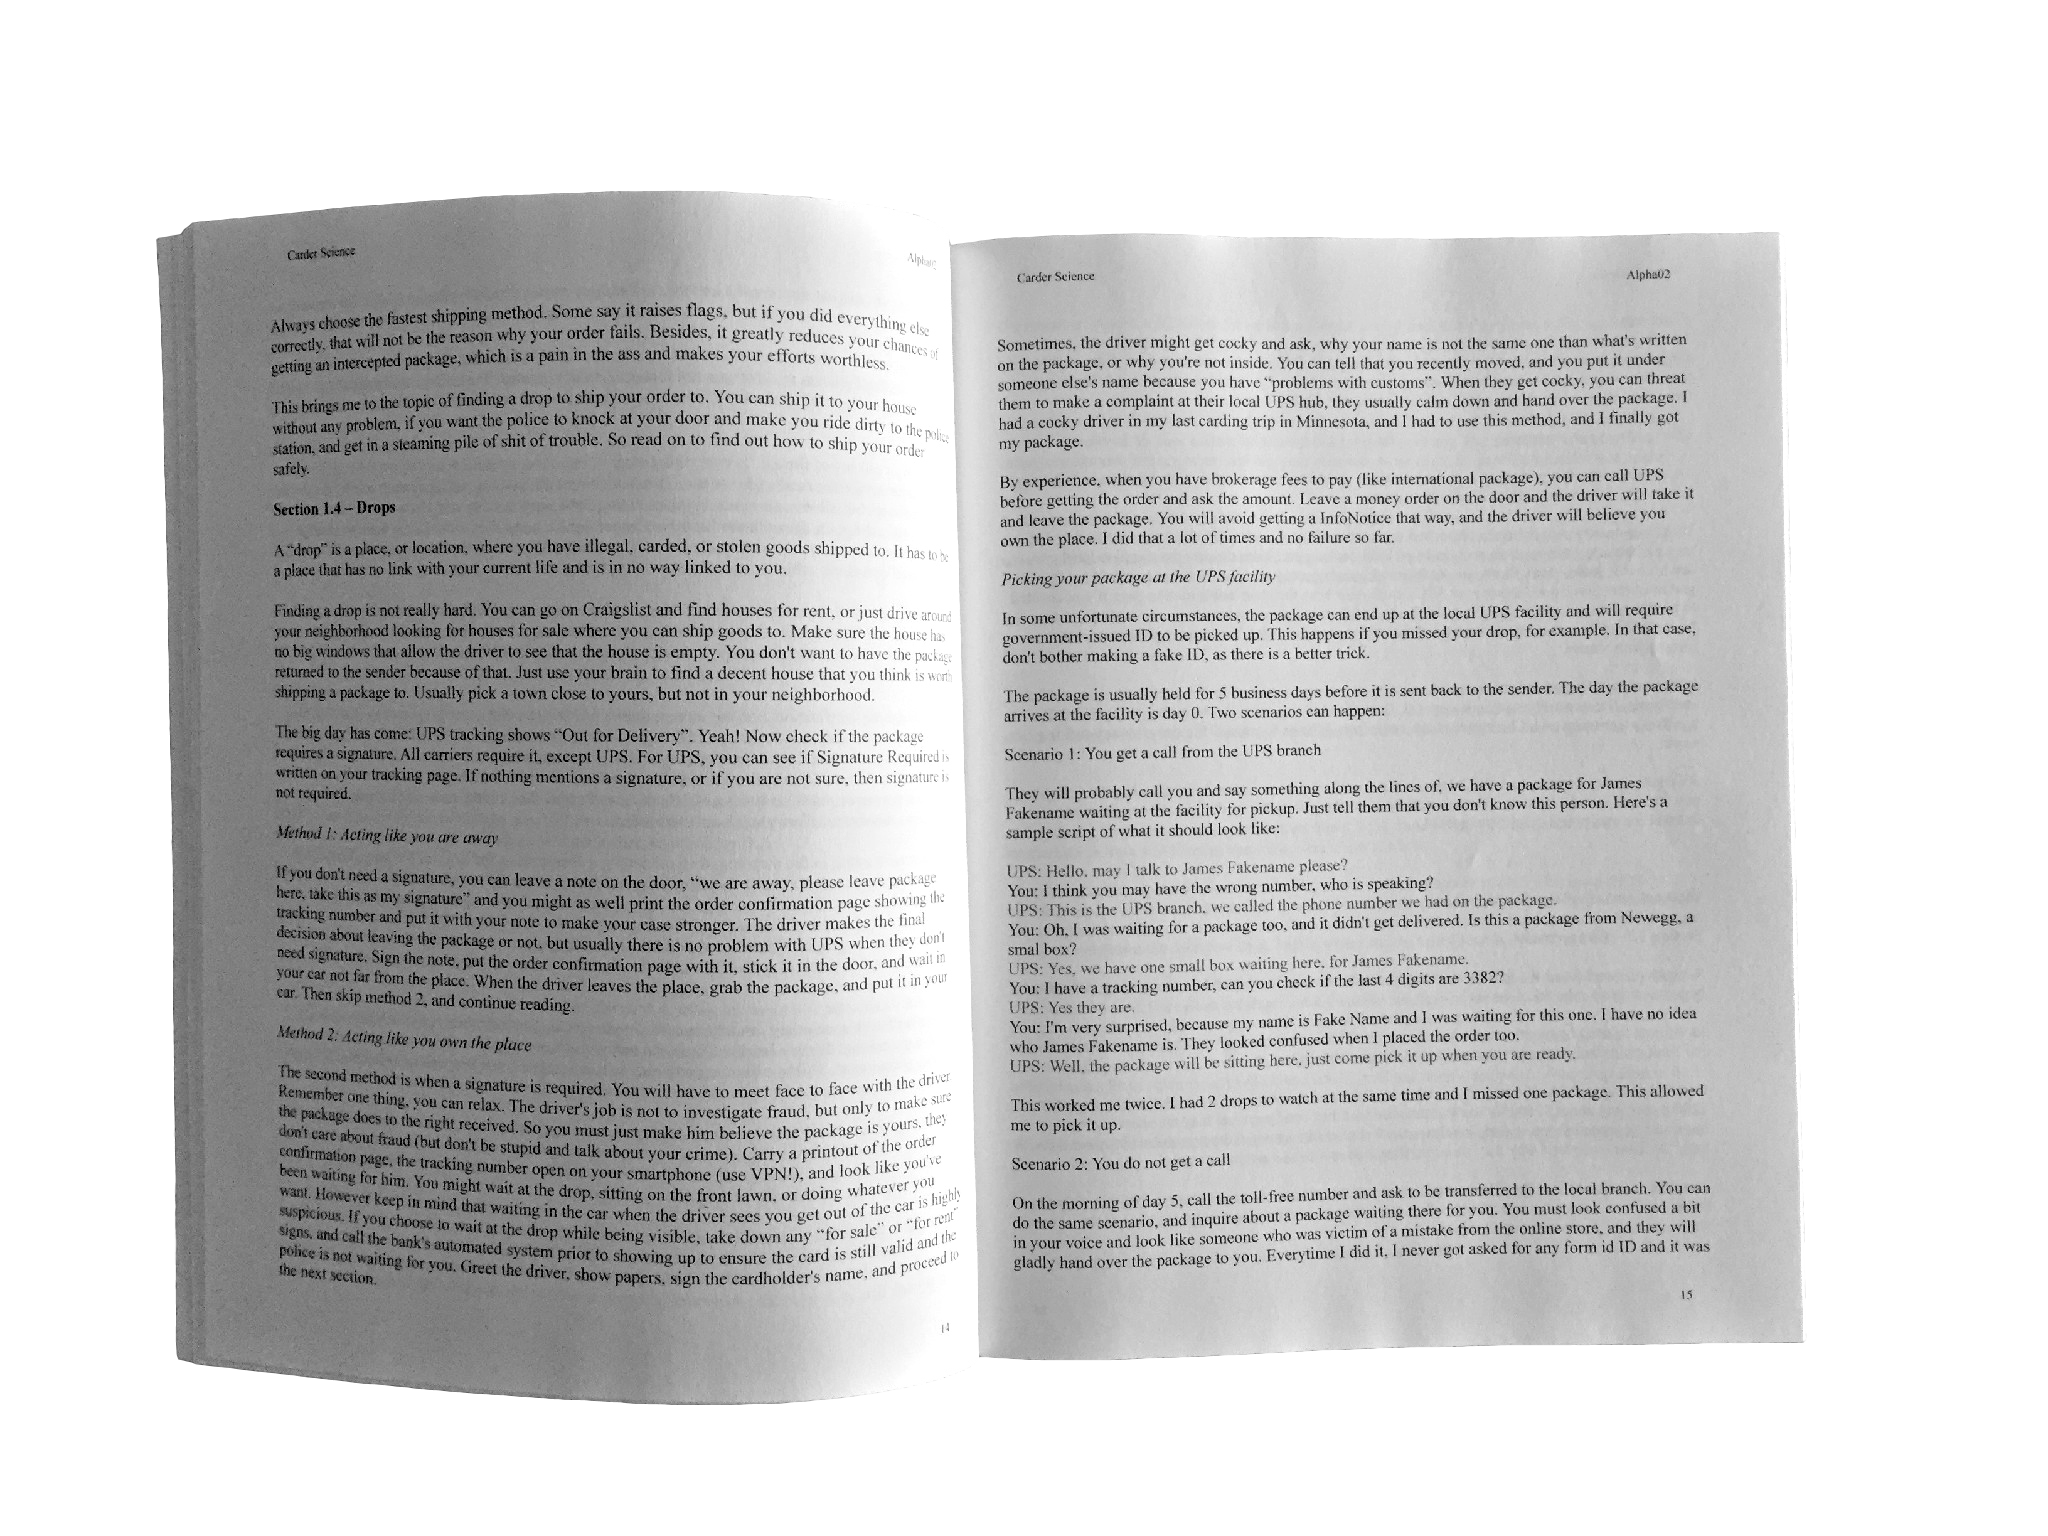 Carder Science
Alpha02
Always choose the fastest shipping method. Some say it raises flags, but if you did everything else
correctly, that will not be the reason why your order fails. Besides, it greatly reduces your chances of
getting an intercepted package, which is a pain in the ass and makes your efforts worthless.
This brings me to the topic of finding a drop to ship your order to. You can ship it to your house
without any problem, if you want the police to knock at your door and make you ride dirty to the police
station, and get in a steaming pile of shit of trouble. So read on to find out how to ship your order
safely.
Section 1.4 – Drops
A “drop” is a place, or location, where you have illegal, carded, or stolen goods shipped to. It has to be
a place that has no link with your current life and is in no way linked to you.
Finding a drop is not really hard. You can go on Craigslist and find houses for rent, or just drive around
your neighborhood looking for houses for sale where you can ship goods to. Make sure the house has
no big windows that allow the driver to see that the house is empty. You don't want to have the package
returned to the sender because of that. Just use your brain to find a decent house that you think is worth
shipping a package to. Usually pick a town close to yours, but not in your neighborhood.
The big day has come: UPS tracking shows “Out for Delivery”. Yeah! Now check if the package
requires a signature. All carriers require it, except UPS. For UPS, you can see if Signature Required is
written on your tracking page. If nothing mentions a signature, or if you are not sure, then signature is
not required.
Method 1: Acting like you are away
If you don't need a signature, you can leave a note on the door, “we are away, please leave package
here, take this as my signature” and you might as well print the order confirmation page showing the
tracking number and put it with your note to make your case stronger. The driver makes the final
decision about leaving the package or not, but usually there is no problem with UPS when they don't
need signature. Sign the note, put the order confirmation page with it, stick it in the door, and wait in
your car not far from the place. When the driver leaves the place, grab the package, and put it in your
car. Then skip method 2, and continue reading.
Method 2: Acting like you own the place
The second method is when a signature is required. You will have to meet face to face with the driver
Remember one thing, you can relax. The driver's job is not to investigate fraud, but only to make sure
the package does to the right received. So you must just make him believe the package is yours, they
don't care about fraud (but don't be stupid and talk about your crime). Carry a printout of the order
confirmation page, the tracking number open on your smartphone (use VPN!), and look like you've
been waiting for him. You might wait at the drop, sitting on the front lawn, or doing whatever you
want. However keep in mind that waiting in the car when the driver sees you get out of the car is highly
suspicious. If you choose to wait at the drop while being visible, take down any “for sale” or “for rent”
signs, and call the bank's automated system prior to showing up to ensure the card is still valid and the
police is not waiting for you. Greet the driver, show papers, sign the cardholder's name, and proceed to
the next section.
14
Carder Science
Alpha02
Sometimes, the driver might get cocky and ask, why your name is not the same one than what's written
on the package, or why you're not inside. You can tell that you recently moved, and you put it under
someone else's name because you have “problems with customs”. When they get cocky, you can threat
them to make a complaint at their local UPS hub, they usually calm down and hand over the package. I
had a cocky driver in my last carding trip in Minnesota, and I had to use this method, and I finally got
my package.
By experience, when you have brokerage fees to pay (like international package), you can call UPS
before getting the order and ask the amount. Leave a money order on the door and the driver will take it
and leave the package. You will avoid getting a InfoNotice that way, and the driver will believe you
own the place. I did that a lot of times and no failure so far.
Picking your package at the UPS facility
In some unfortunate circumstances, the package can end up at the local UPS facility and will require
government-issued ID to be picked up. This happens if you missed your drop, for example. In that case,
don't bother making a fake ID, as there is a better trick.
The package is usually held for 5 business days before it is sent back to the sender. The day the package
arrives at the facility is day 0. Two scenarios can happen:
Scenario 1: You get a call from the UPS branch
They will probably call you and say something along the lines of, we have a package for James
Fakename waiting at the facility for pickup. Just tell them that you don't know this person. Here's a
sample script of what it should look like:
UPS: Hello, may I talk to James Fakename please?
You: I think you may have the wrong number, who is speaking?
UPS: This is the UPS branch, we called the phone number we had on the package.
You: Oh, I was waiting for a package too, and it didn't get delivered. Is this a package from Newegg, a
smal box?
UPS: Yes, we have one small box waiting here, for James Fakename.
You: I have a tracking number, can you check if the last 4 digits are 3382?
UPS: Yes they are.
You: I'm very surprised, because my name is Fake Name and I was waiting for this one. I have no idea
who James Fakename is. They looked confused when I placed the order too.
UPS: Well, the package will be sitting here, just come pick it up when you are ready.
This worked me twice. I had 2 drops to watch at the same time and I missed one package. This allowed
me to pick it up.
Scenario 2: You do not get a call
On the morning of day 5, call the toll-free number and ask to be transferred to the local branch. You can
do the same scenario, and inquire about a package waiting there for you. You must look confused a bit
in your voice and look like someone who was victim of a mistake from the online store, and they will
gladly hand over the package to you. Everytime I did it, I never got asked for any form id ID and it was
15